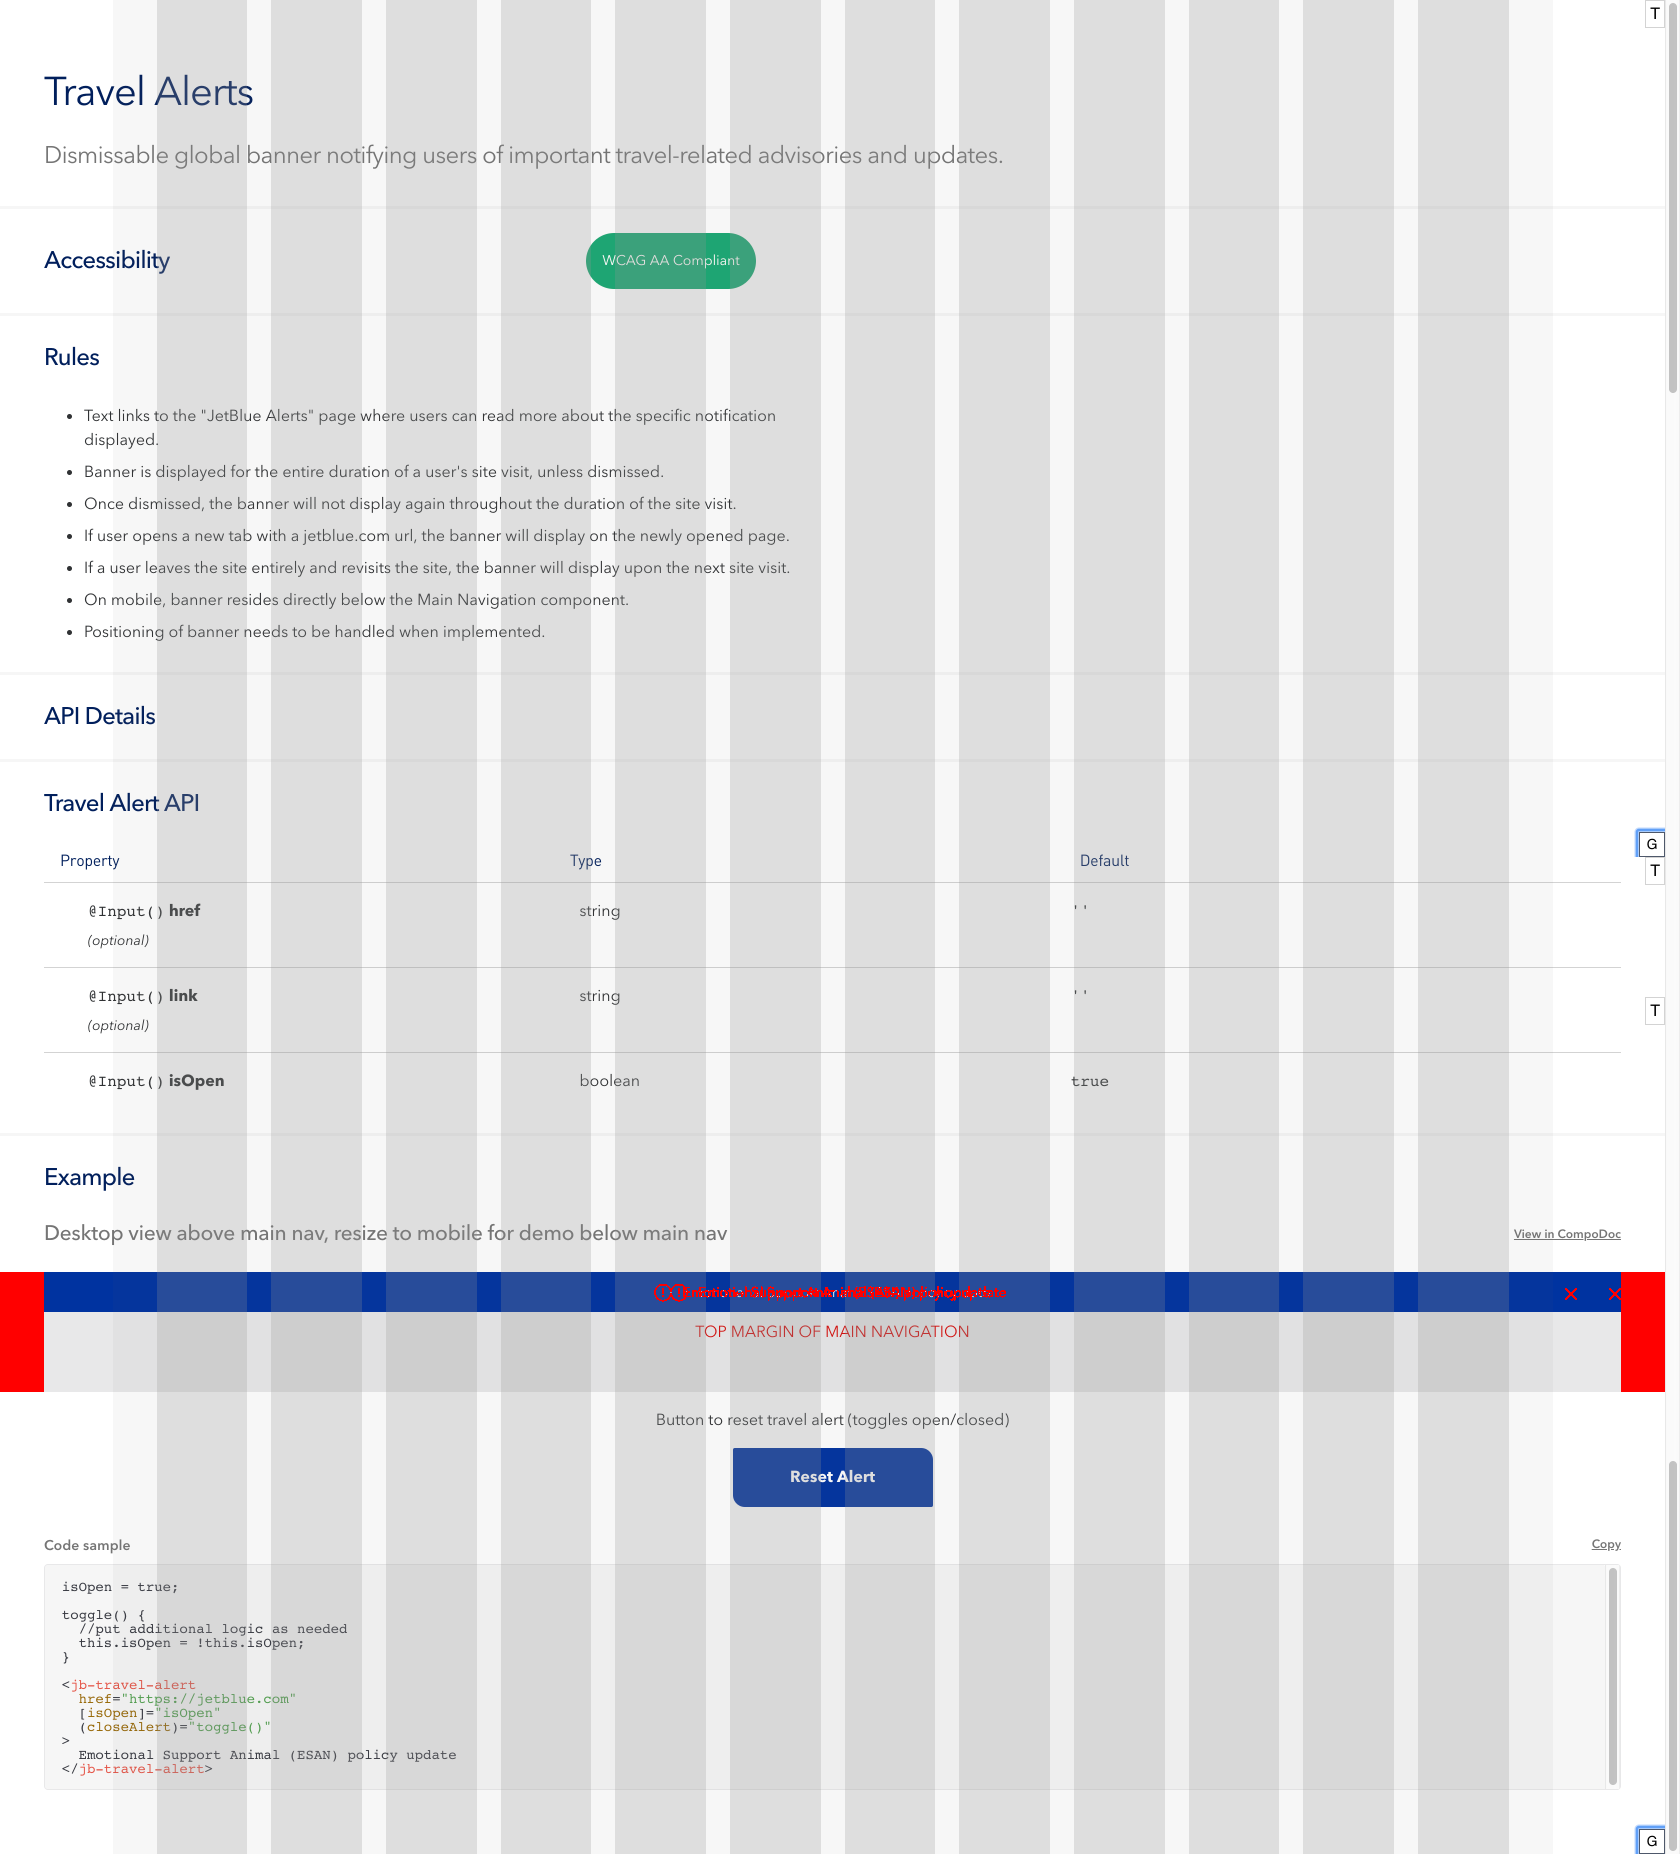 T
Travel Alerts
Dismissable global banner notifying users of important travel-related advisories and updates.
Accessibility
WCAG AA Compliant
Rules
• Text links to the "JetBlue Alerts" page where users can read more about the specific notification
displayed.
• Banner is displayed for the entire duration of a user's site visit, unless dismissed.
• Once dismissed, the banner will not display again throughout the duration of the site visit.
• If user opens a new tab with a jetblue.com url, the banner will display on the newly opened page.
• If a user leaves the site entirely and revisits the site, the banner will display upon the next site visit.
• On mobile, banner resides directly below the Main Navigation component.
• Positioning of banner needs to be handled when implemented.
API Details
Travel Alert API
G
Property Type Default
T
@Input() href string ''
(optional)
@Input() link string ''
T
(optional)
@Input() isOpen boolean true
Example
Desktop view above main nav, resize to mobile for demo below main nav
View in CompoDoc
TOP MARGIN OF MAIN NAVIGATION
Button to reset travel alert (toggles open/closed)
Reset Alert
Code sample
Copy
isOpen = true;
toggle() {
  //put additional logic as needed
  this.isOpen = !this.isOpen;
}
<jb-travel-alert
  href="https://jetblue.com"
  [isOpen]="isOpen"
  (closeAlert)="toggle()"
>
  Emotional Support Animal (ESAN) policy update
</jb-travel-alert>
G